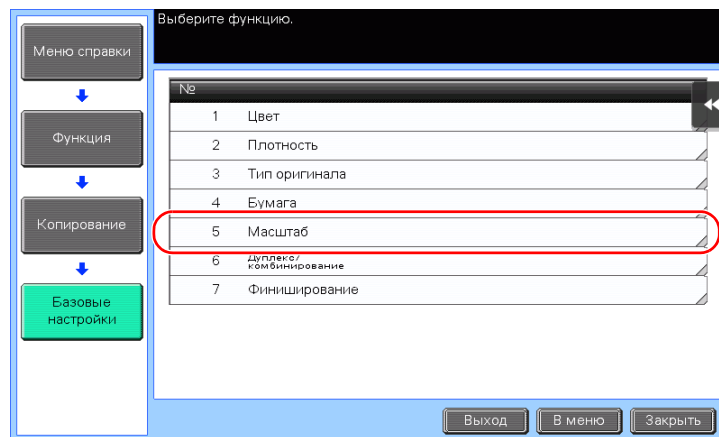 Выберите функцию.
Меню справки
Функция
Копирование
Базовые
настройки
№
1 Цвет
2 Плотность
3 Тип оригинала
4 Бумага
5 Масштаб
6 Дуплекс/
комбинирование
7 Финиширование
Выход
В меню
Закрыть